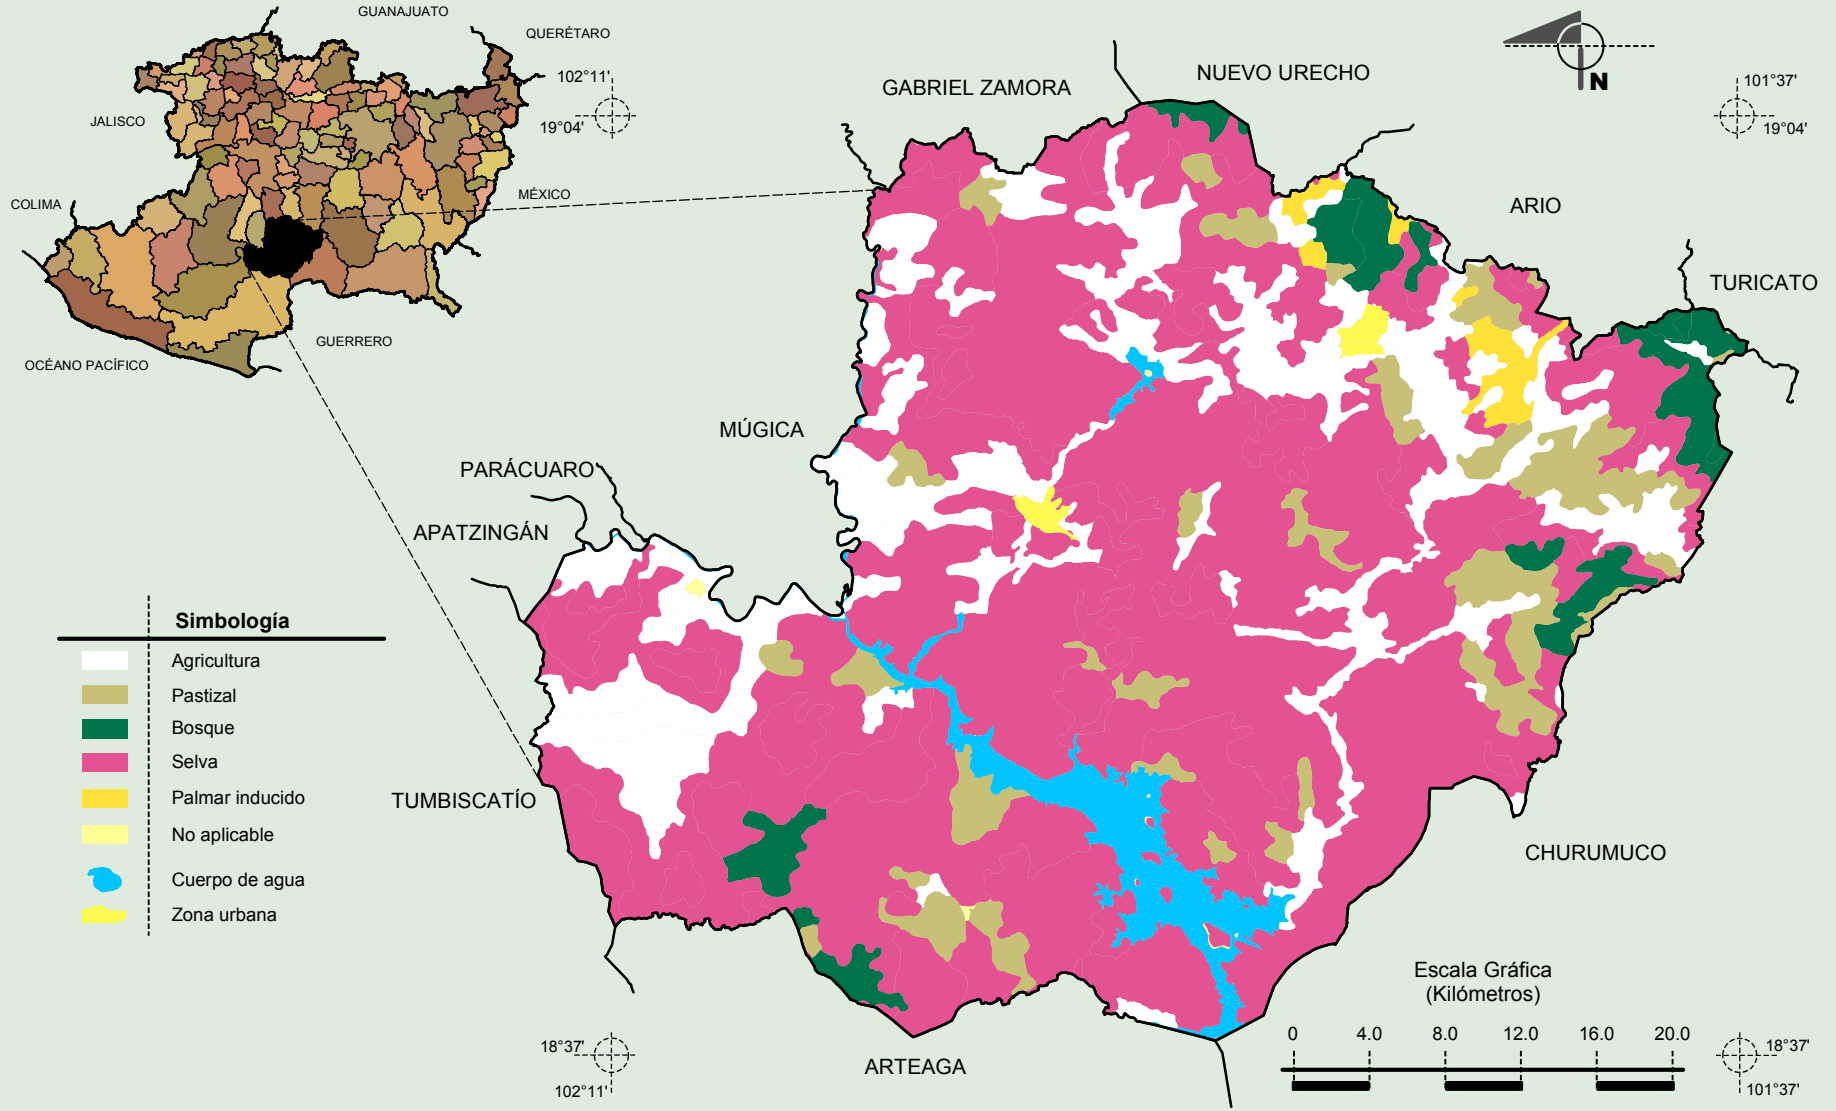 GUANAJUATO
QUERÉTARO
102°11'
19°04'
JALISCO
COLIMA
MÉXICO
GUERRERO
OCÉANO PACÍFICO
GABRIEL ZAMORA
NUEVO URECHO
N
101°37'
19°04'
ARIO
TURICATO
MÚGICA
PARÁCUARO
APATZINGÁN
TUMBISCATÍO
CHURUMUCO
ARTEAGA
Simbología
Agricultura
Pastizal
Bosque
Selva
Palmar inducido
No aplicable
Cuerpo de agua
Zona urbana
18°37'
102°11'
Escala Gráfica
(Kilómetros)
0 4.0 8.0 12.0 16.0 20.0
18°37'
101°37'